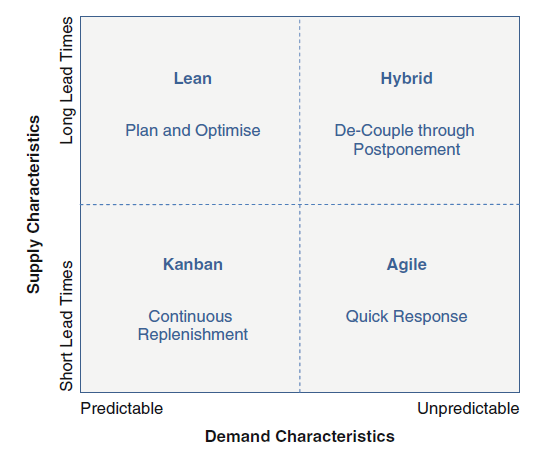 Supply Characteristics
Long Lead Times
Short Lead Times
Lean
Plan and Optimise
Hybrid
De-Couple through
Postponement
Kanban
Continuous
Replenishment
Agile
Quick Response
Predictable
Unpredictable
Demand Characteristics